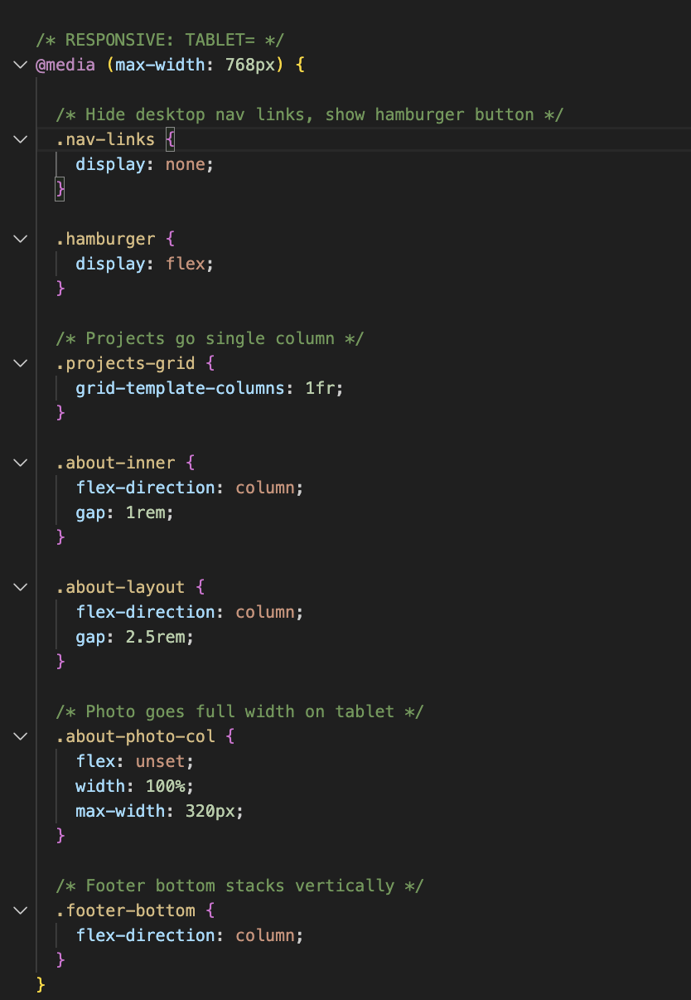 /* RESPONSIVE: TABLET= */
@media (max-width: 768px) {
/* Hide desktop nav links, show hamburger button */
.nav-links {
display: none;
}
.hamburger {
display: flex;
}
/* Projects go single column */
.projects-grid {
grid-template-columns: 1fr;
}
.about-inner {
flex-direction: column;
gap: 1rem;
}
.about-layout {
flex-direction: column;
gap: 2.5rem;
}
/* Photo goes full width on tablet */
.about-photo-col {
flex: unset;
width: 100%;
max-width: 320px;
}
/* Footer bottom stacks vertically */
.footer-bottom {
flex-direction: column;
}
}